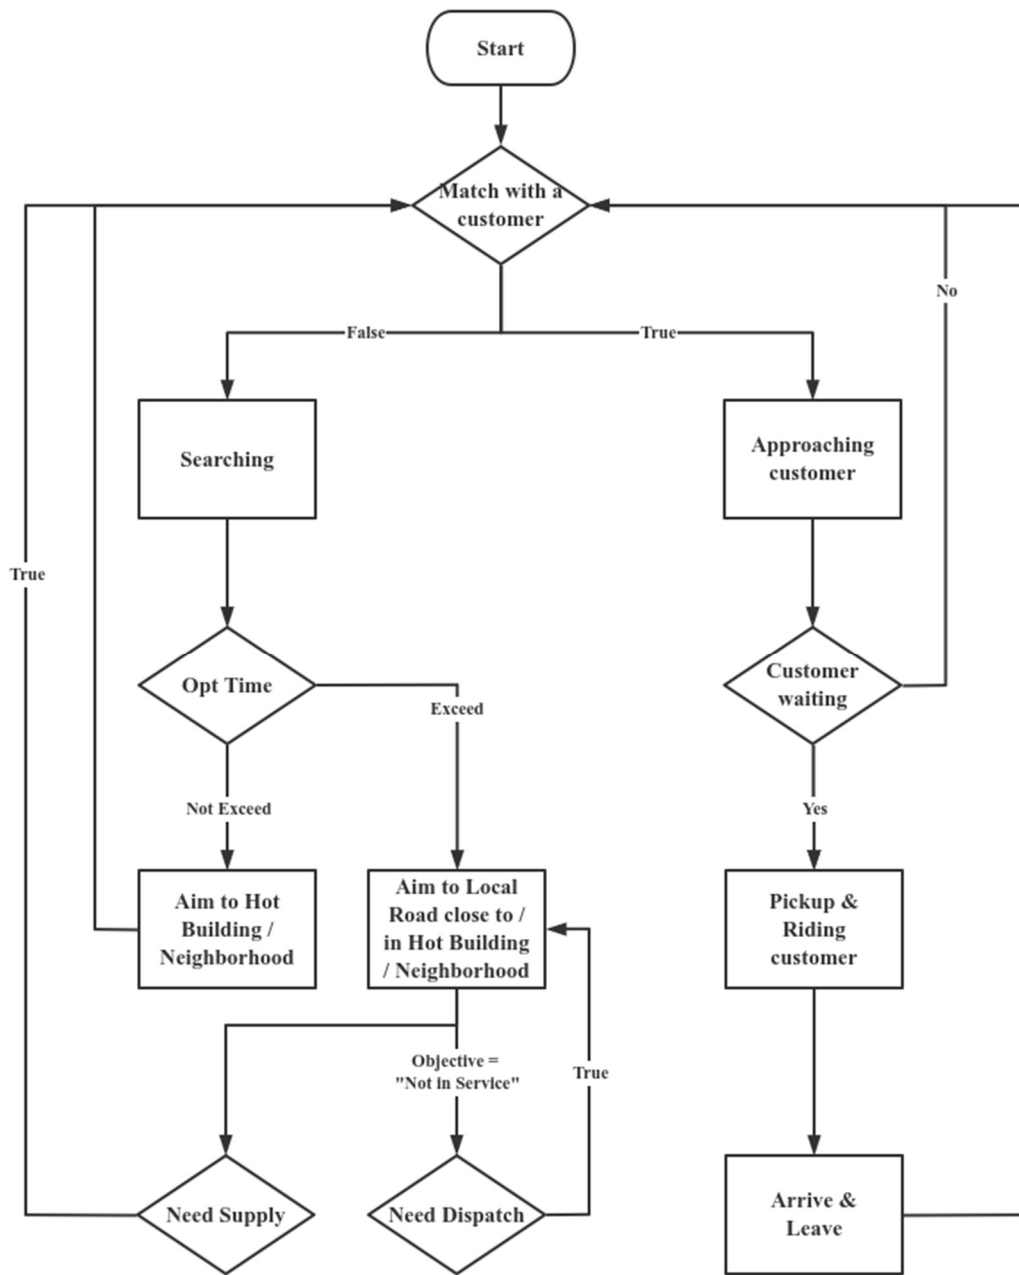 Start
Match with a
customer
No
False
True
Searching
Approaching
customer
True
Opt Time
Customer
waiting
Exceed
Not Exceed
Yes
Aim to Hot
Building /
Neighborhood
Aim to Local
Road close to /
in Hot Building
/ Neighborhood
Pickup &
Riding
customer
Objective =
"Not in Service"
True
Need Supply
Need Dispatch
Arrive &
Leave